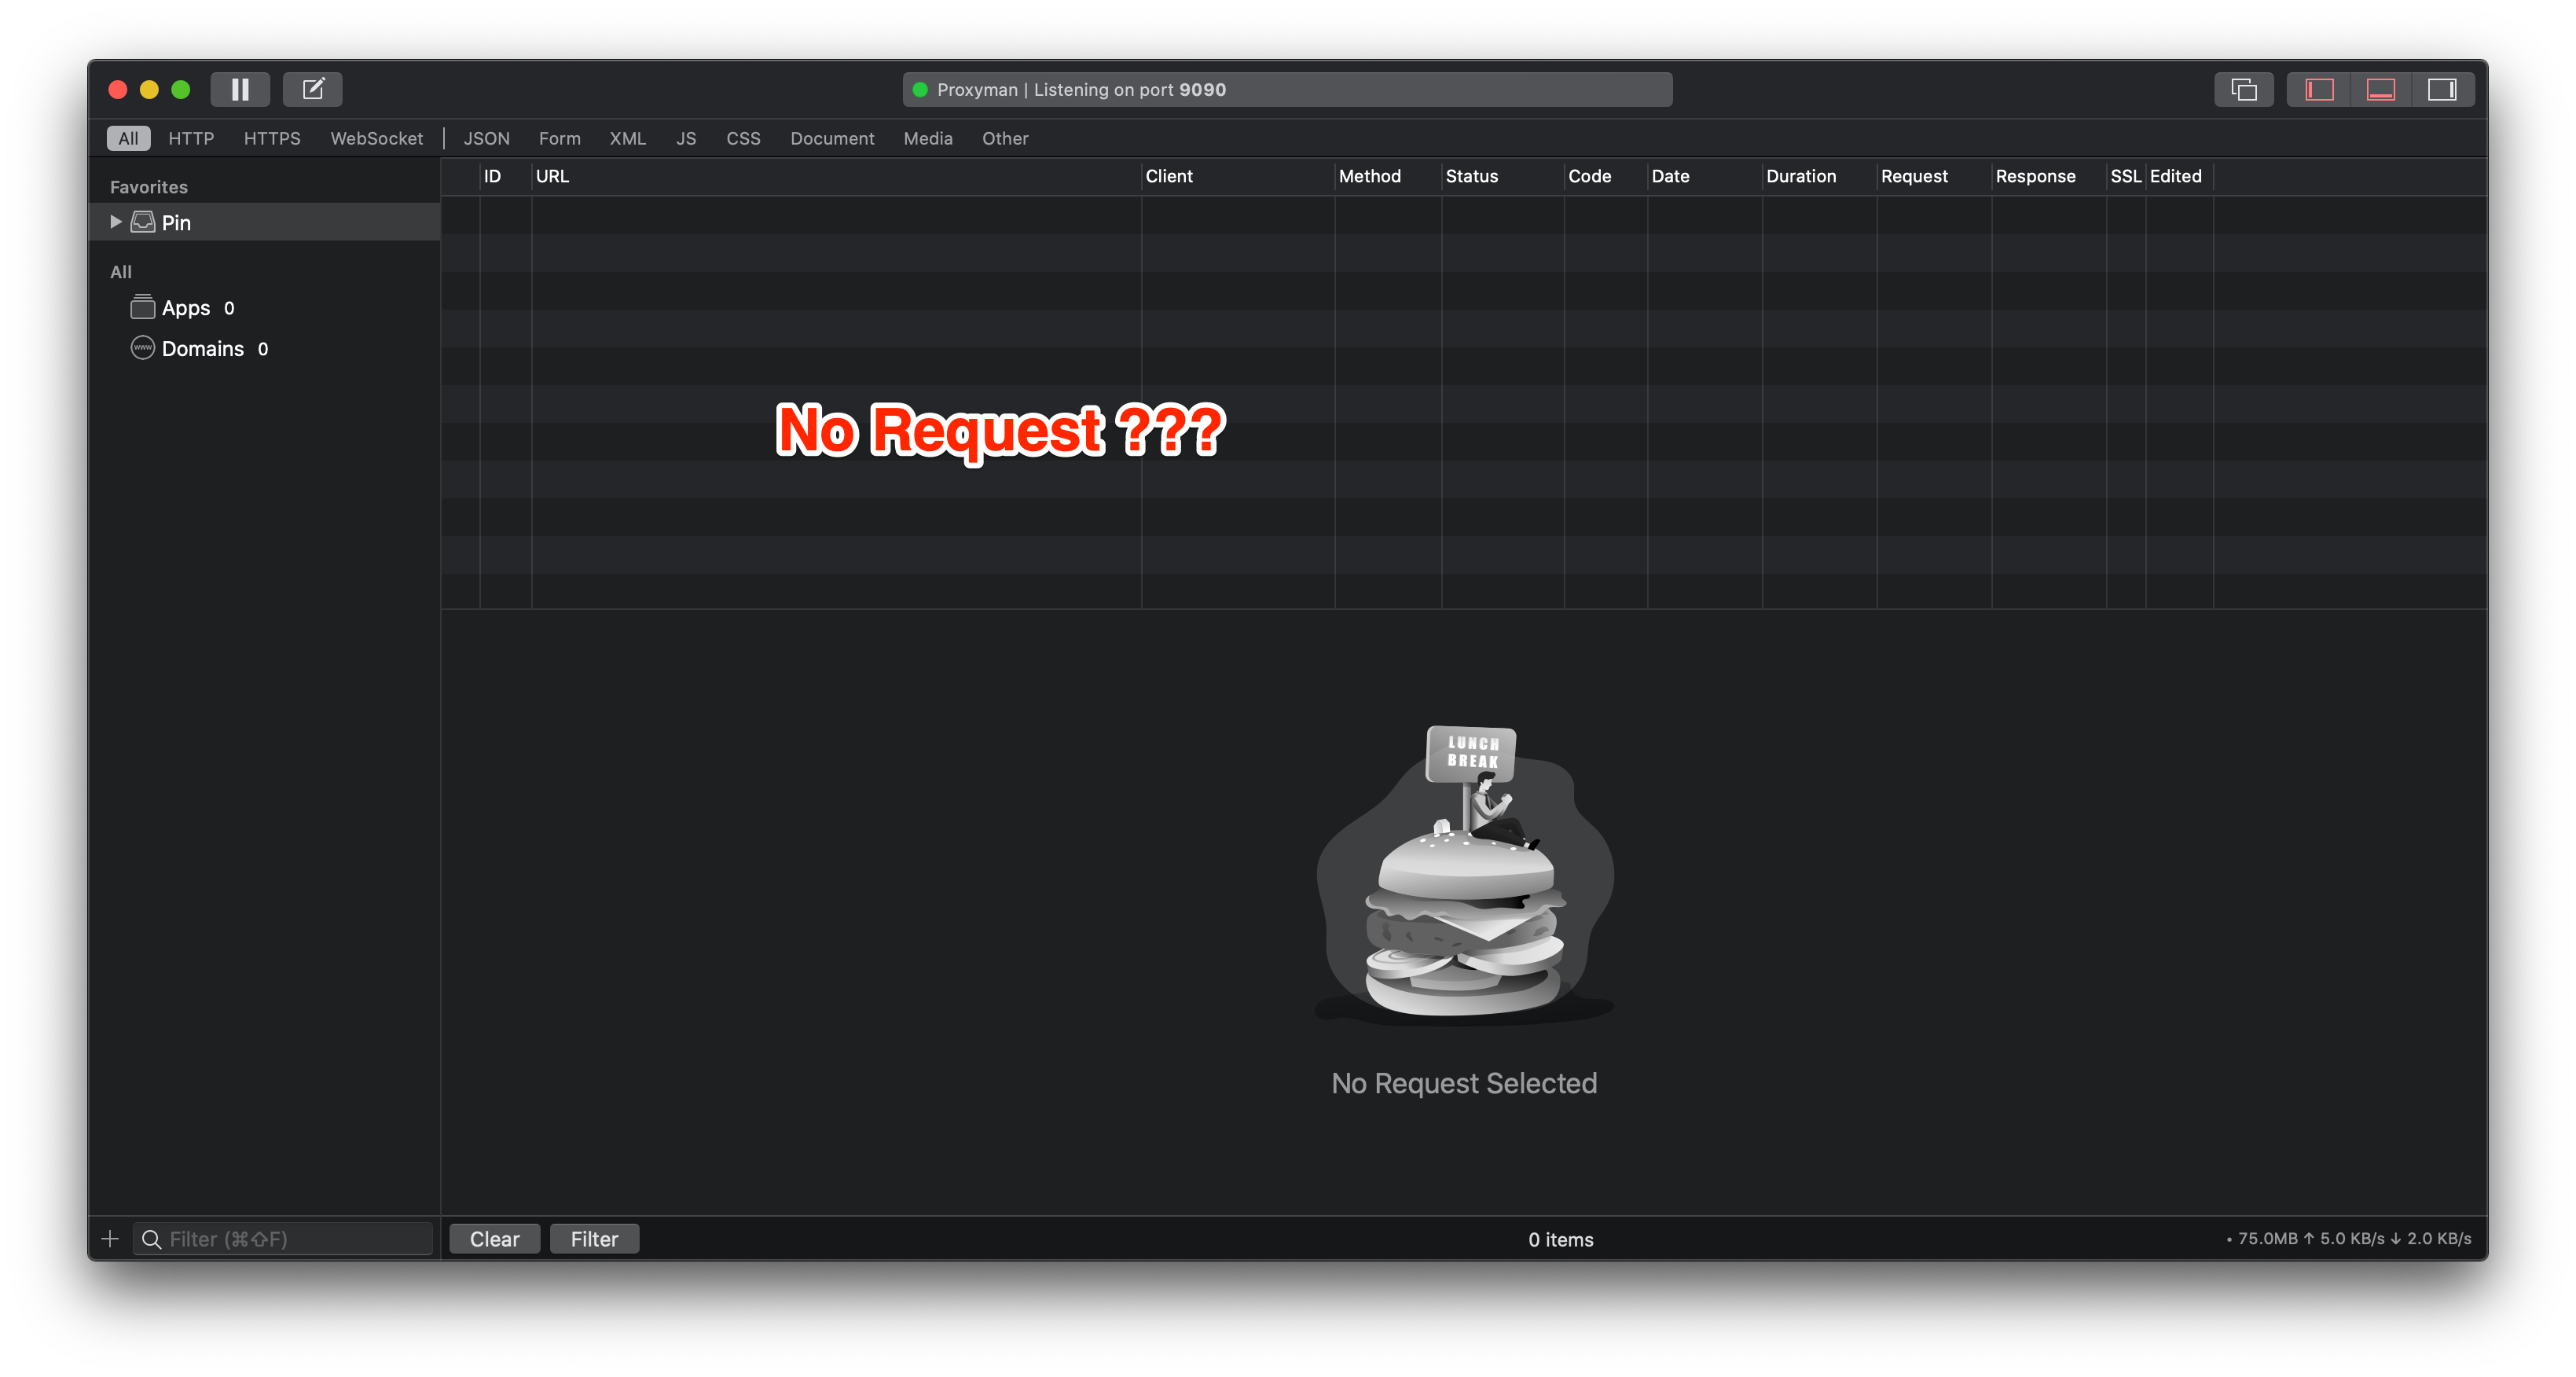 Proxyman | Listening on port 9090
All HTTP HTTPS WebSocket | JSON Form XML JS CSS Document Media Other
Favorites
Pin
All
Apps 0
www Domains 0
ID URL Client Method Status Code Date Duration Request Response SSL Edited
No Request ???
LUNCH
BREAK
No Request Selected
Filter (⌘⇧F)
Clear Filter
0 items
• 75.0MB ↑ 5.0 KB/s ↓ 2.0 KB/s